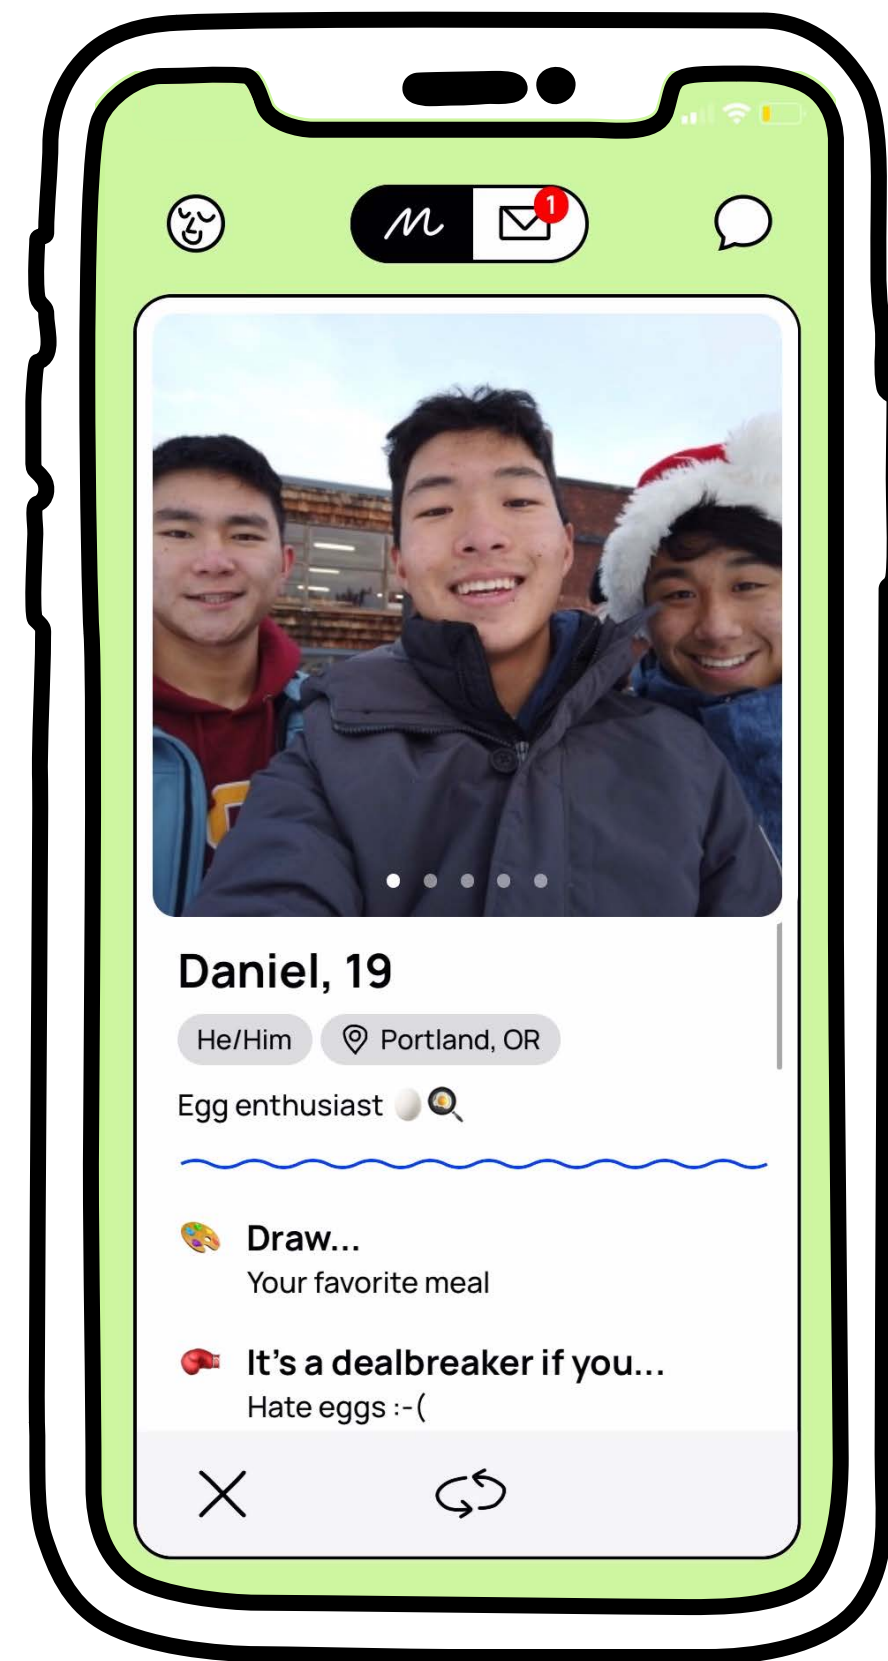 1
Daniel, 19
He/Him Portland, OR
Egg enthusiast 🥚🍳
Draw...
Your favorite meal
It's a dealbreaker if you...
Hate eggs :-(